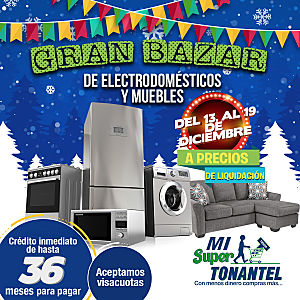 GRAN BAZAR
DE ELECTRODOMÉSTICOS
Y MUEBLES
DEL 13 AL 19
DE
DICIEMBRE
A PRECIOS
DE LIQUIDACIÓN
Crédito inmediato
de hasta
36
meses para pagar
Aceptamos
visacuotas
MI
Super
TONANTEL
Con menos dinero compras más...